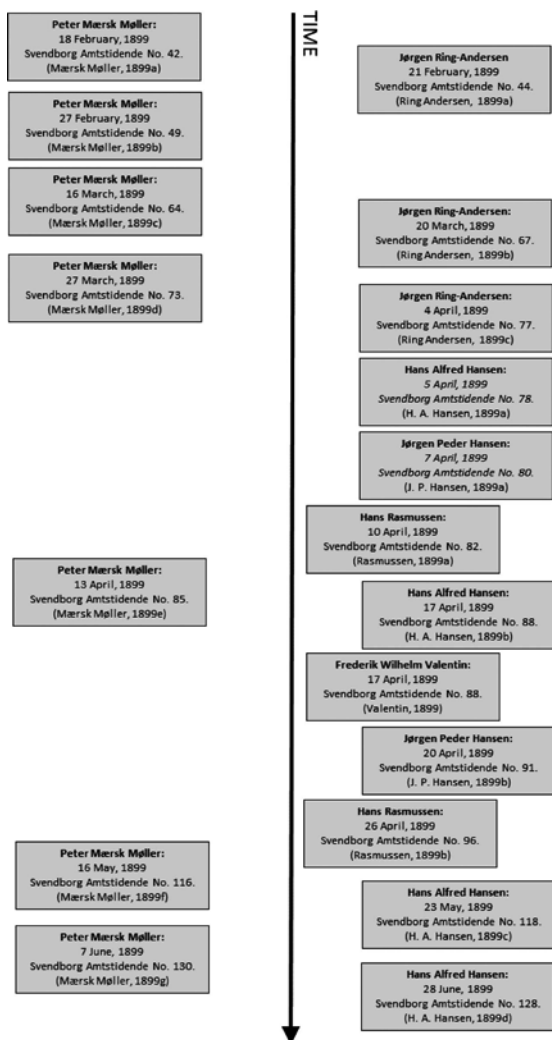 Peter Mærsk Møller:
18 February, 1899
Svendborg Amtstidende No. 42.
(Mærsk Møller, 1899a)
TIME
Jørgen Ring-Andersen
21 February, 1899
Svendborg Amtstidende No. 44.
(Ring Andersen, 1899a)
Peter Mærsk Møller:
27 February, 1899
Svendborg Amtstidende No. 49.
(Mærsk Møller, 1899b)
Peter Mærsk Møller:
16 March, 1899
Svendborg Amtstidende No. 64.
(Mærsk Møller, 1899c)
Jørgen Ring-Andersen:
20 March, 1899
Svendborg Amtstidende No. 67.
(Ring Andersen, 1899b)
Peter Mærsk Møller:
27 March, 1899
Svendborg Amtstidende No. 73.
(Mærsk Møller, 1899d)
Jørgen Ring-Andersen:
4 April, 1899
Svendborg Amtstidende No. 77.
(Ring Andersen, 1899c)
Hans Alfred Hansen:
5 April, 1899
Svendborg Amtstidende No. 78.
(H. A. Hansen, 1899a)
Jørgen Peder Hansen:
7 April, 1899
Svendborg Amtstidende No. 80.
(J. P. Hansen, 1899a)
Hans Rasmussen:
10 April, 1899
Svendborg Amtstidende No. 82.
(Rasmussen, 1899a)
Peter Mærsk Møller:
13 April, 1899
Svendborg Amtstidende No. 85.
(Mærsk Møller, 1899e)
Hans Alfred Hansen:
17 April, 1899
Svendborg Amtstidende No. 88.
(H. A. Hansen, 1899b)
Frederik Wilhelm Valentin:
17 April, 1899
Svendborg Amtstidende No. 88.
(Valentin, 1899)
Jørgen Peder Hansen:
20 April, 1899
Svendborg Amtstidende No. 91.
(J. P. Hansen, 1899b)
Hans Rasmussen:
26 April, 1899
Svendborg Amtstidende No. 96.
(Rasmussen, 1899b)
Peter Mærsk Møller:
16 May, 1899
Svendborg Amtstidende No. 116.
(Mærsk Møller, 1899f)
Hans Alfred Hansen:
23 May, 1899
Svendborg Amtstidende No. 118.
(H. A. Hansen, 1899c)
Peter Mærsk Møller:
7 June, 1899
Svendborg Amtstidende No. 130.
(Mærsk Møller, 1899g)
Hans Alfred Hansen:
28 June, 1899
Svendborg Amtstidende No. 128.
(H. A. Hansen, 1899d)